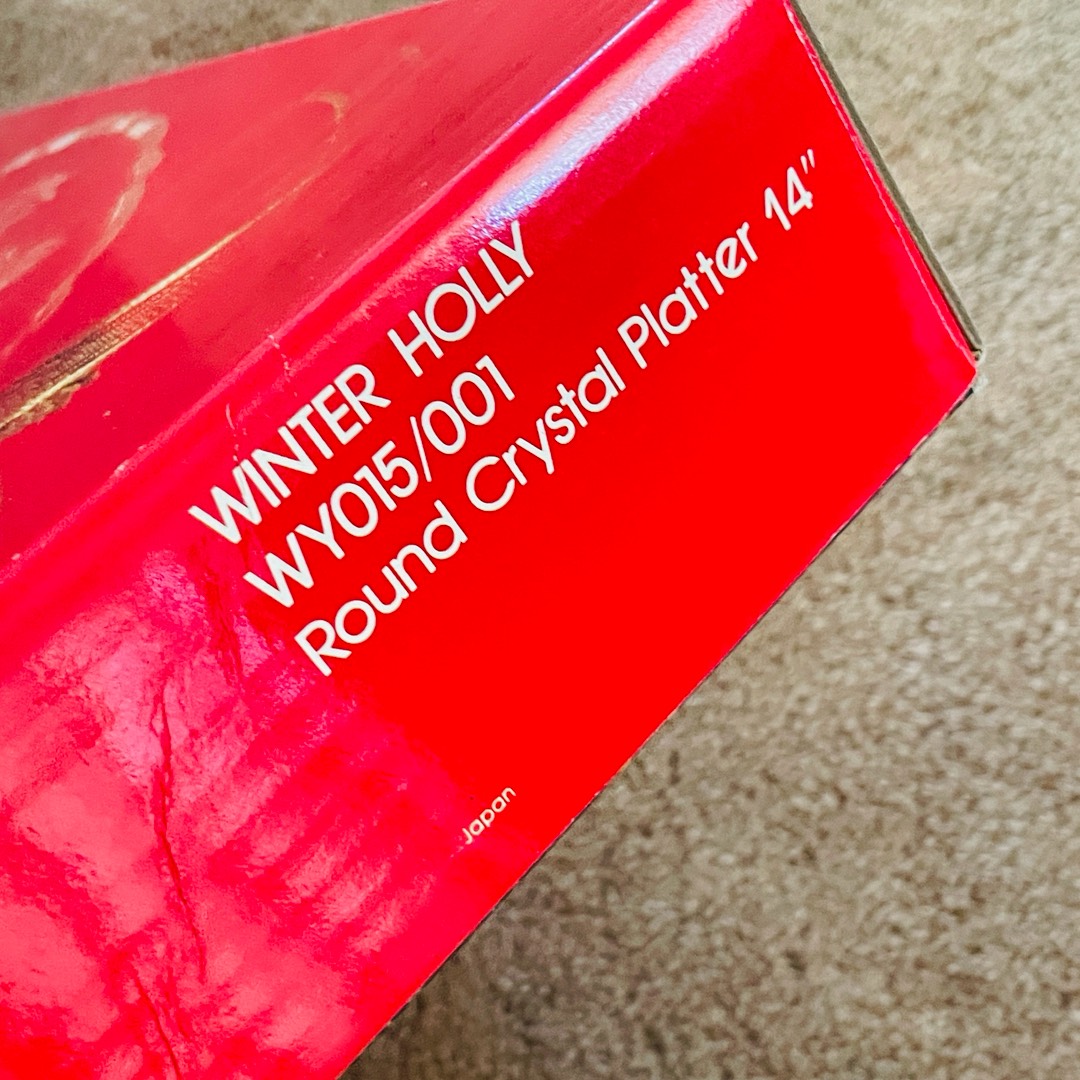 WINTER HOLLY
WY015/001
Round Crystal Platter 14"
Japan